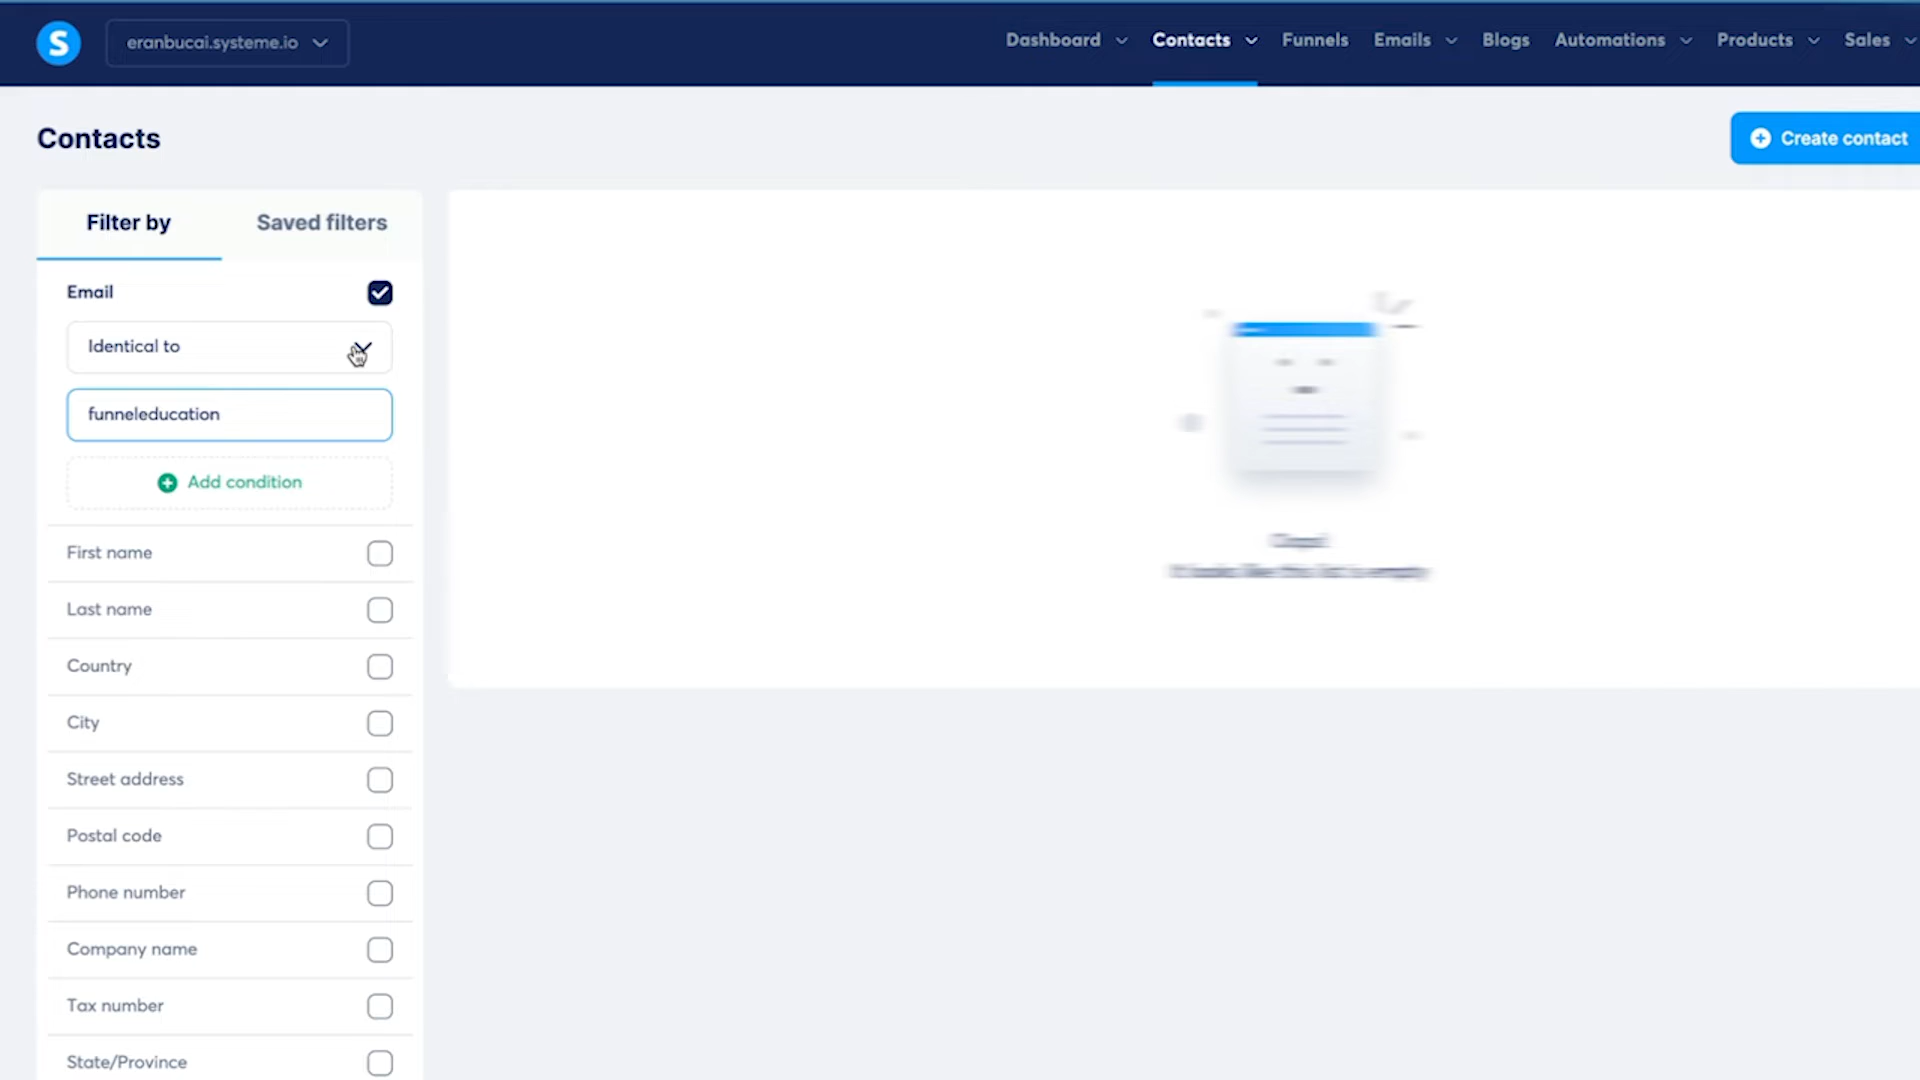 S
eranbucai.systeme.io
Dashboard Contacts Funnels Emails Blogs Automations Products Sales
Contacts
Create contact
Filter by Saved filters
Email
Identical to
funneleducation
Add condition
First name
Last name
Country
City
Street address
Postal code
Phone number
Company name
Tax number
State/Province